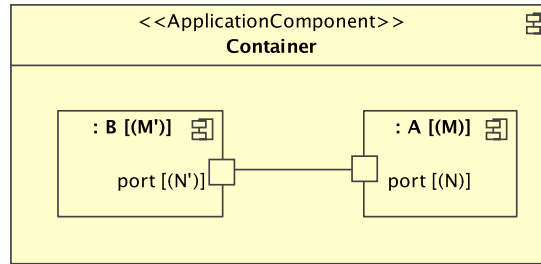 <<ApplicationComponent>>
Container
: B [(M')]
: A [(M)]
port [(N')]
port [(N)]